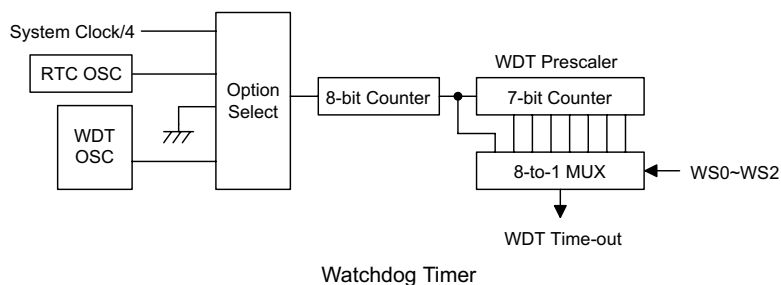 System Clock/4
RTC OSC
WDT
OSC
Option
Select
8-bit Counter
WDT Prescaler
7-bit Counter
8-to-1 MUX
WS0~WS2
WDT Time-out
Watchdog Timer